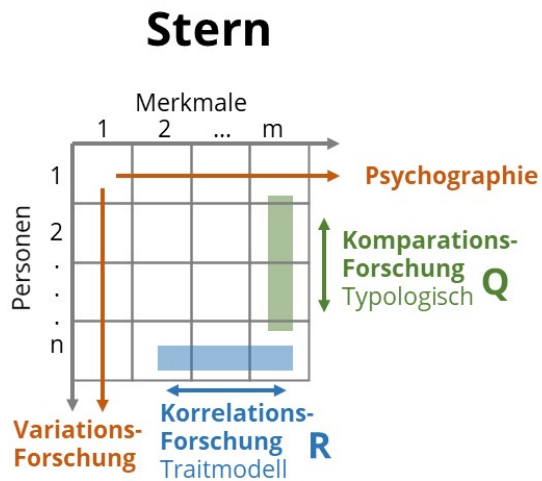 Stern
Merkmale
1 2 ... m
1
Psychographie
Personen
2
.
.
.
n
Komparations-
Forschung
Typologisch
Q
Variations-
Forschung
Korrelations-
Forschung
Traitmodell
R